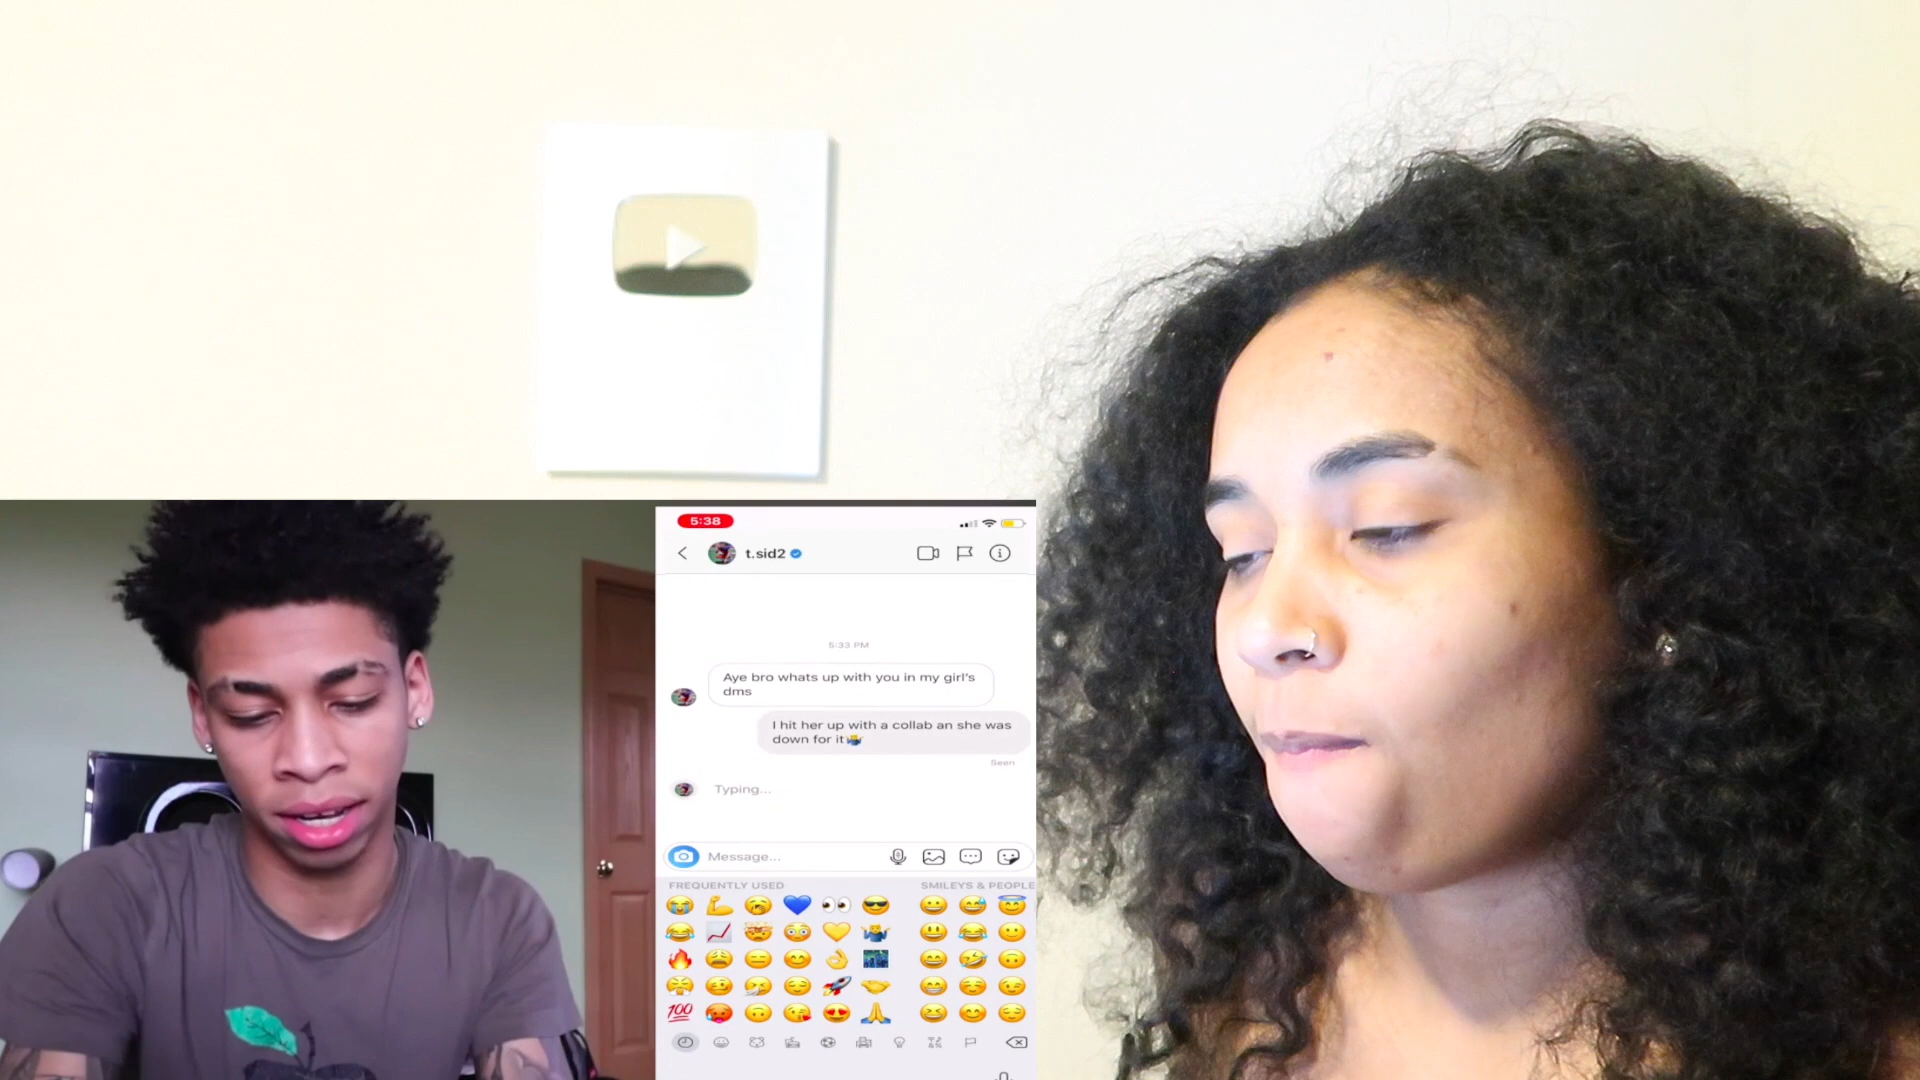 5:38
t.sid2
5:33 PM
Aye bro whats up with you in my girl's
dms
I hit her up with a collab an she was
down for it🤷‍♂️
Seen
Typing...
Message...
FREQUENTLY USED
SMILEYS & PEOPLE